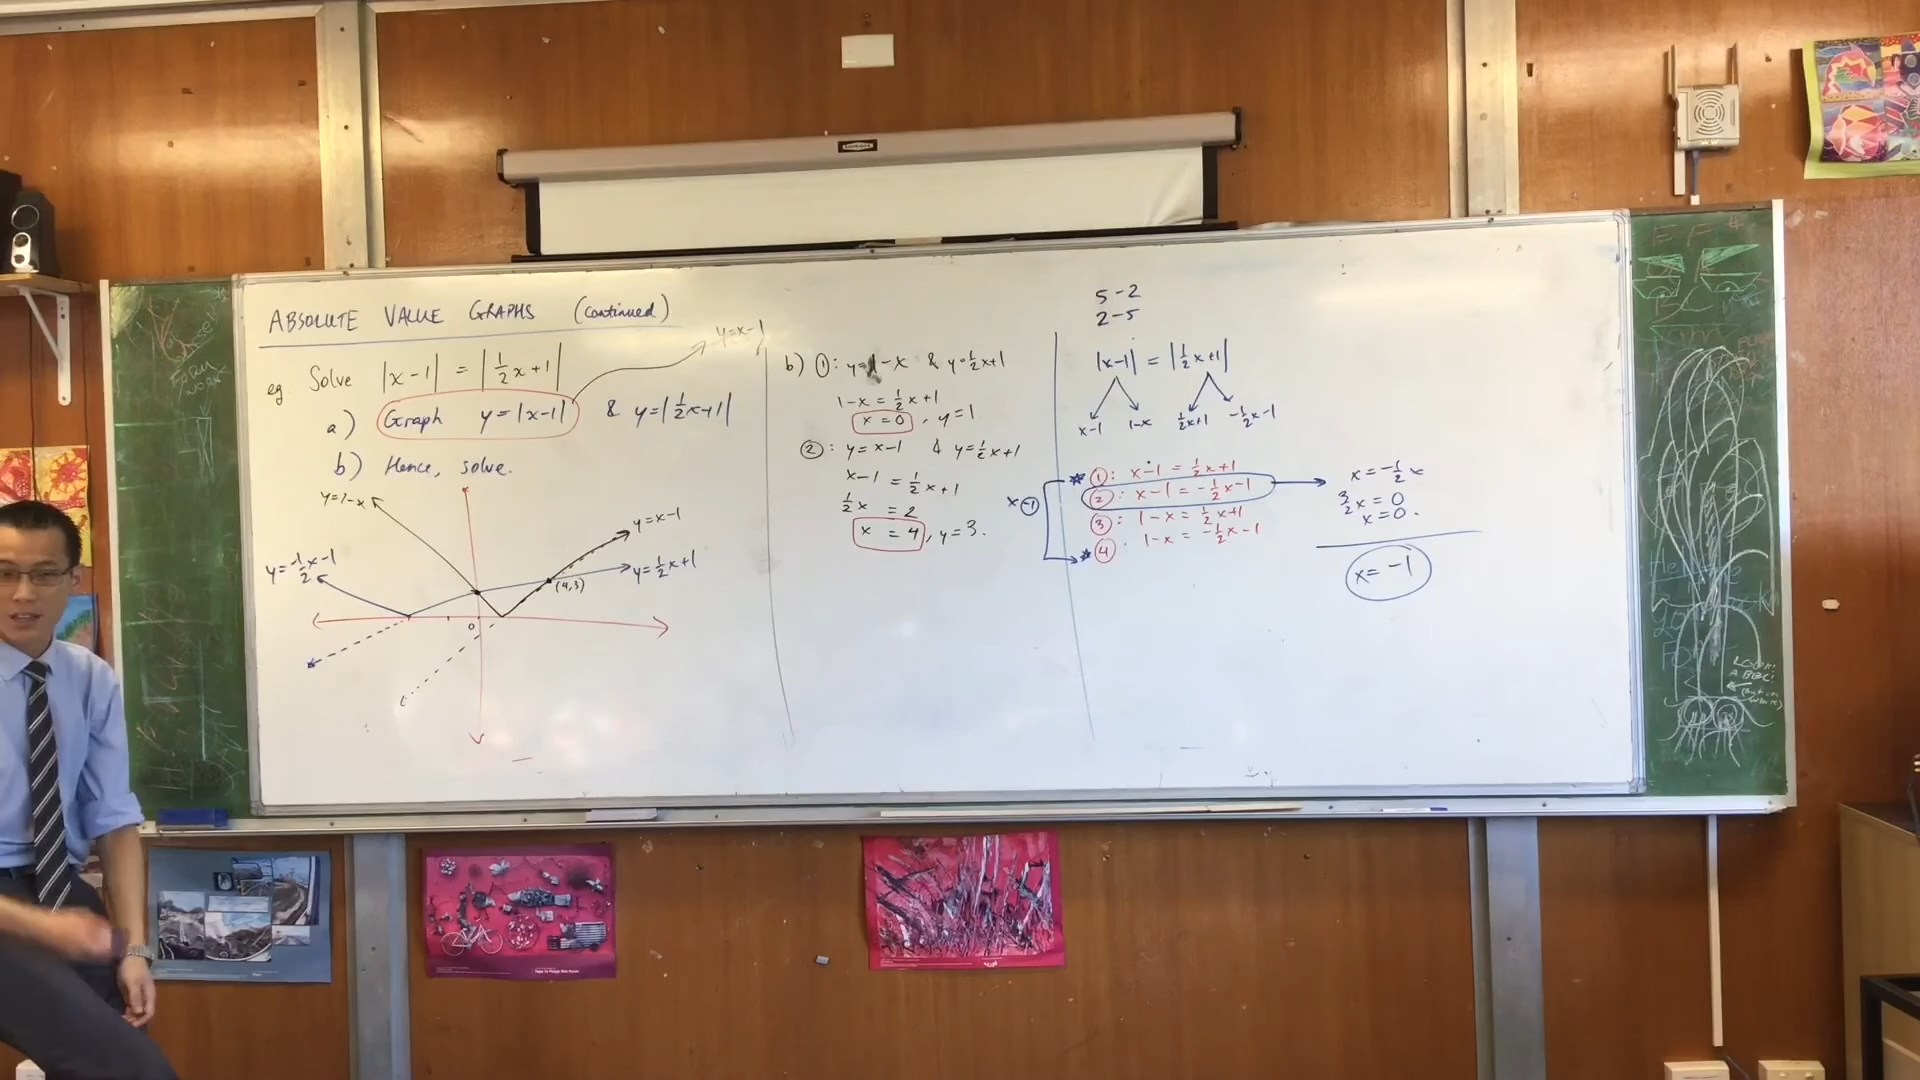 ABSOLUTE VALUE GRAPHS (continued)
eg Solve |x-1| = |½x+1|
y=x-1
a) Graph y=|x-1| & y=|½x+1|
b) Hence, solve.
y=1-x
y=x-1
y=-½x-1
y=½x+1
(4,3)
0
b) ①: y=1-x & y=½x+1
1-x = ½x+1
x = 0, y=1
②: y=x-1 & y=½x+1
x-1 = ½x+1
½x = 2
x = 4, y=3.
5-2
2-5
|x-1| = |½x+1|
x-1 1-x ½x+1 -½x-1
①: x-1 = ½x+1
②: x-1 = -½x-1
③: 1-x = ½x+1
④: 1-x = -½x-1
x -1
x = -½x
3/2x = 0
x=0.
x = -1
LOOK!
A BBC!